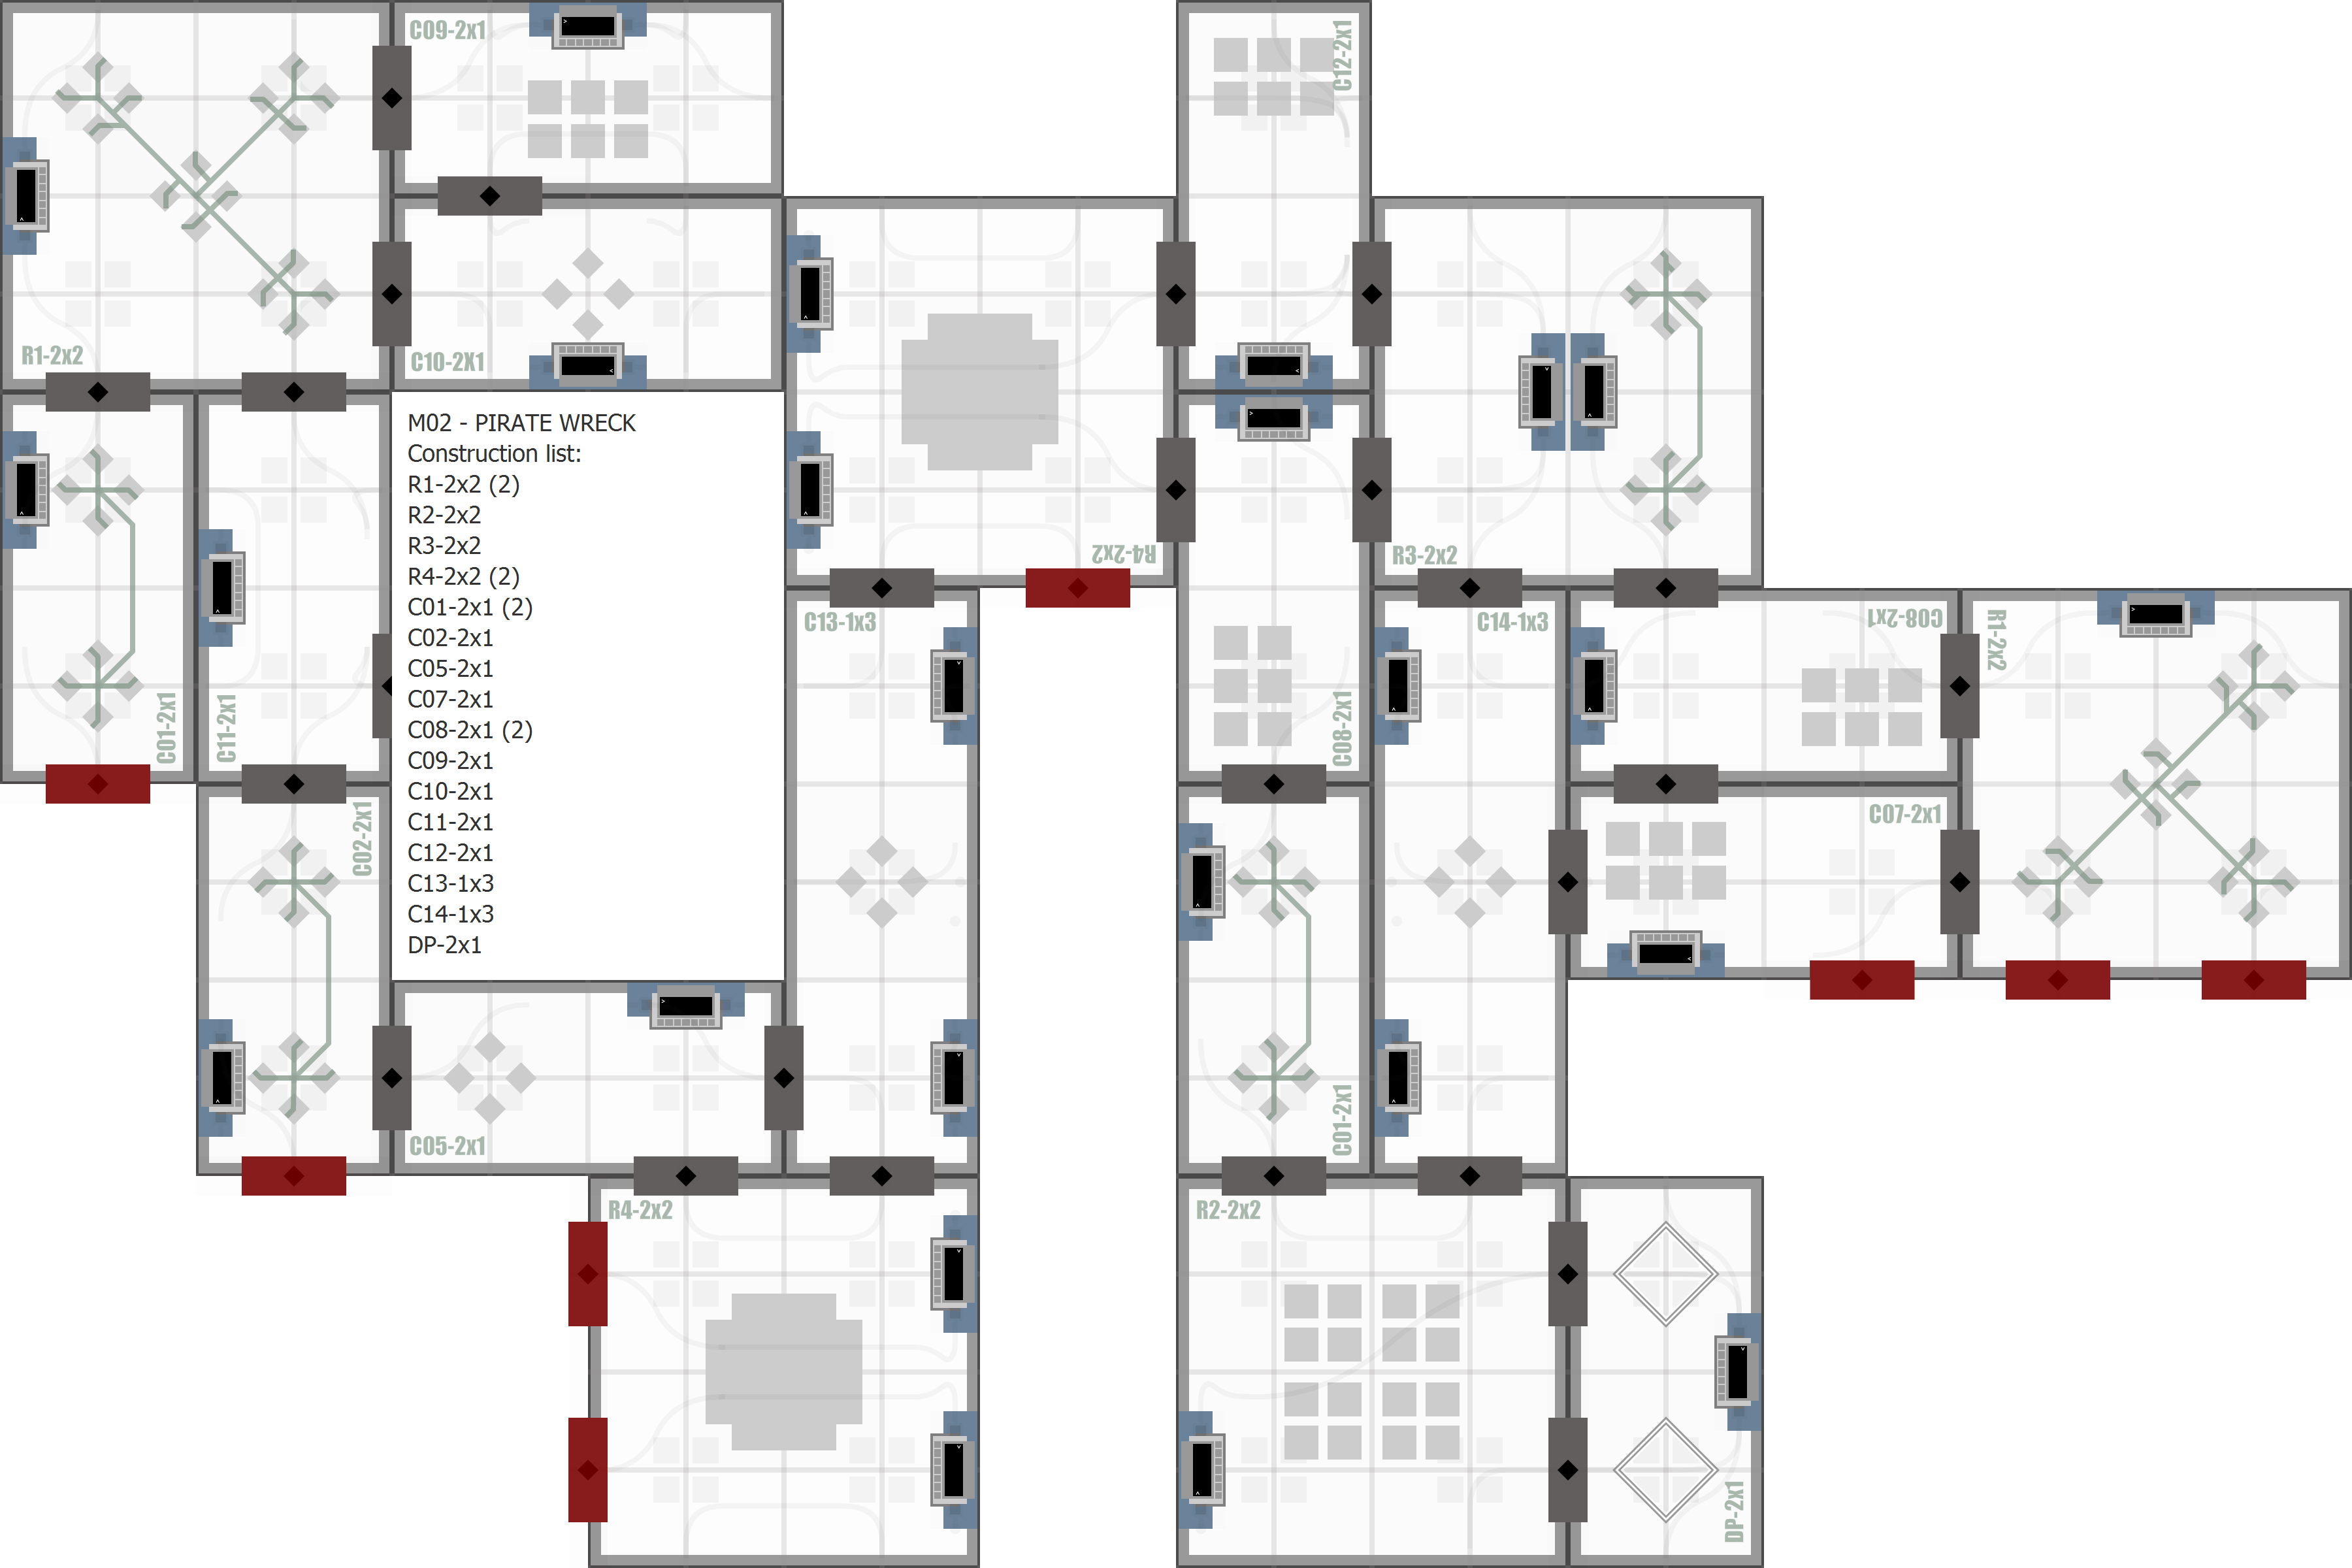 C09-2x1
C12-2x1
R1-2x2
C10-2X1
M02 - PIRATE WRECK
Construction list:
R1-2x2 (2)
R2-2x2
R3-2x2
R4-2x2 (2)
C01-2x1 (2)
C02-2x1
C05-2x1
C07-2x1
C08-2x1 (2)
C09-2x1
C10-2x1
C11-2x1
C12-2x1
C13-1x3
C14-1x3
DP-2x1
R4-2x2
R3-2x2
C13-1x3
C14-1x3
C08-2x1
R1-2x2
C01-2x1
C11-2x1
C08-2x1
C02-2x1
C07-2x1
C05-2x1
C01-2x1
R4-2x2
R2-2x2
DP-2x1